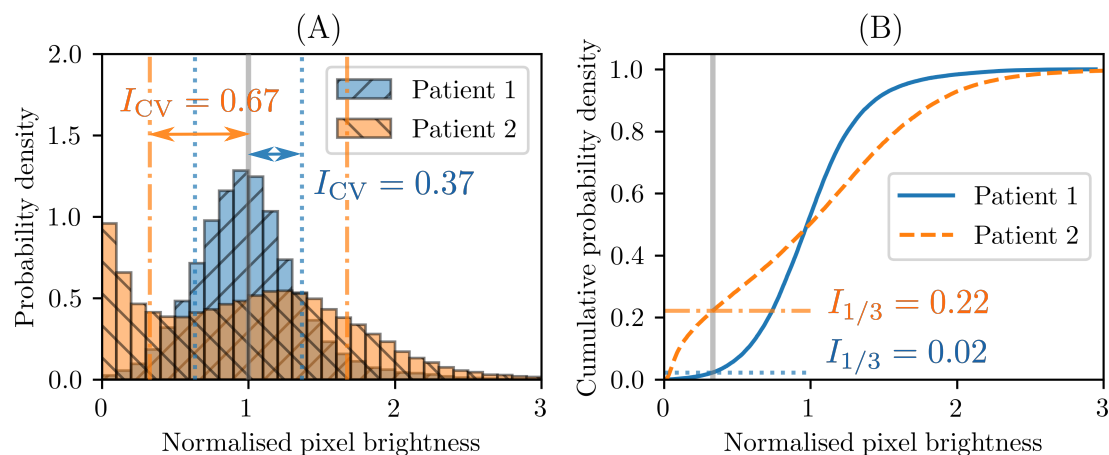 (A)
Probability density
2.0
1.5
1.0
0.5
0.0
0
1
2
3
Normalised pixel brightness
Patient 1
Patient 2
I_CV = 0.67
I_CV = 0.37
(B)
Cumulative probability density
1.0
0.8
0.6
0.4
0.2
0.0
0
1
2
3
Normalised pixel brightness
Patient 1
Patient 2
I_1/3 = 0.22
I_1/3 = 0.02